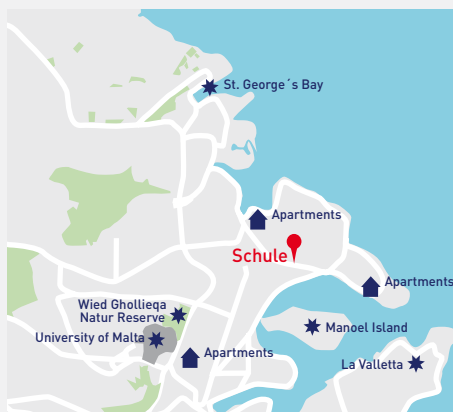 St. George´s Bay
Apartments
Schule
Apartments
Wied Ghollieqa
Natur Reserve
Manoel Island
University of Malta
Apartments
La Valletta